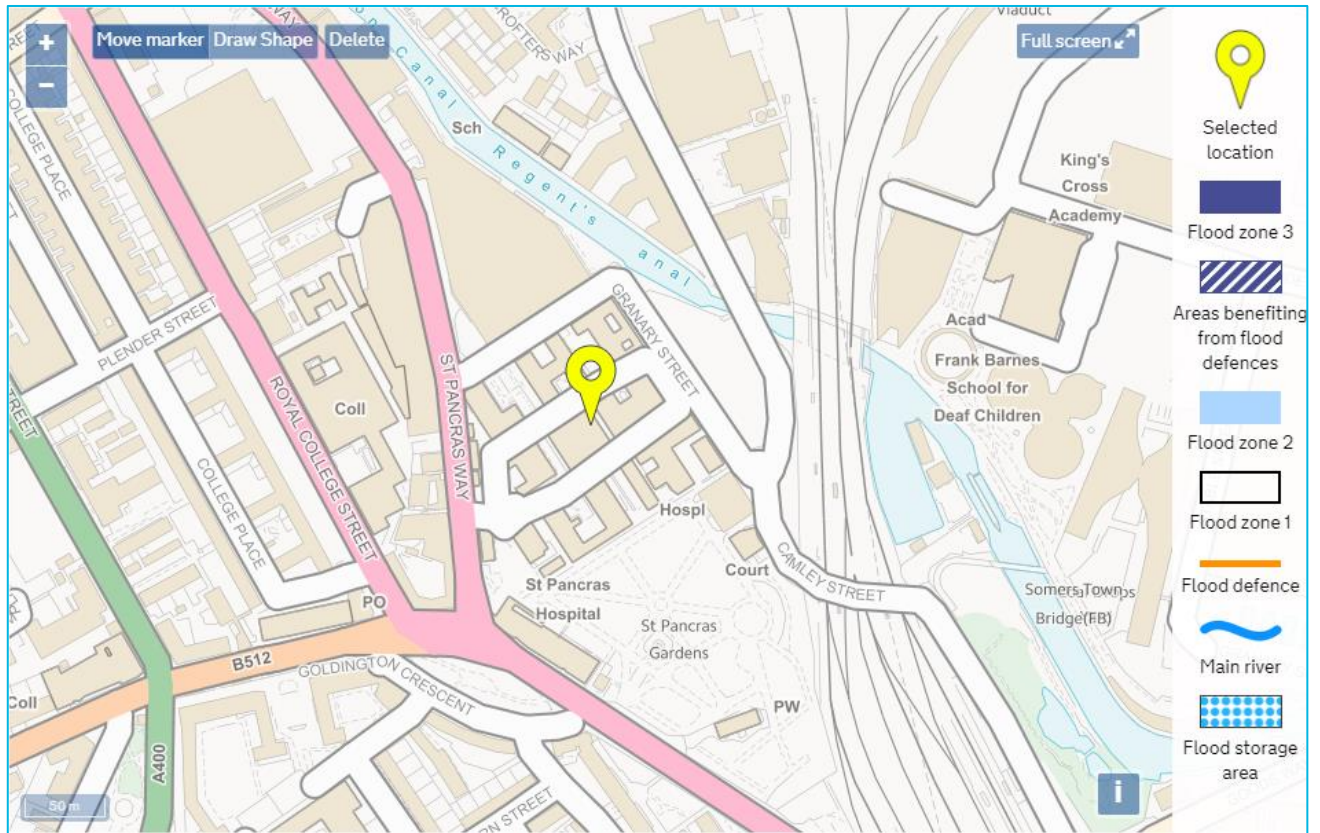 Viaduct
Move marker
Draw Shape
Delete
Full screen
+
-
CROFTERS WAY
COLLEGE PLACE
Sch
Regent's
anal
King's
Cross
Academy
GRANARY STREET
PLENDER STREET
Acad
Frank Barnes
School for
Deaf Children
ROYAL COLLEGE STREET
Coll
ST PANCRAS WAY
STREET
COLLEGE PLACE
Hospl
Court
CAMLEY STREET
St Pancras
Hospital
St Pancras
Gardens
PO
B512
GOLDINGTON CRESCENT
Coll
PW
Bridge(FB)
A400
50 m
i
Selected
location
Flood zone 3
Areas benefiting
from flood
defences
Flood zone 2
Flood zone 1
Flood defence
Main river
Flood storage
area